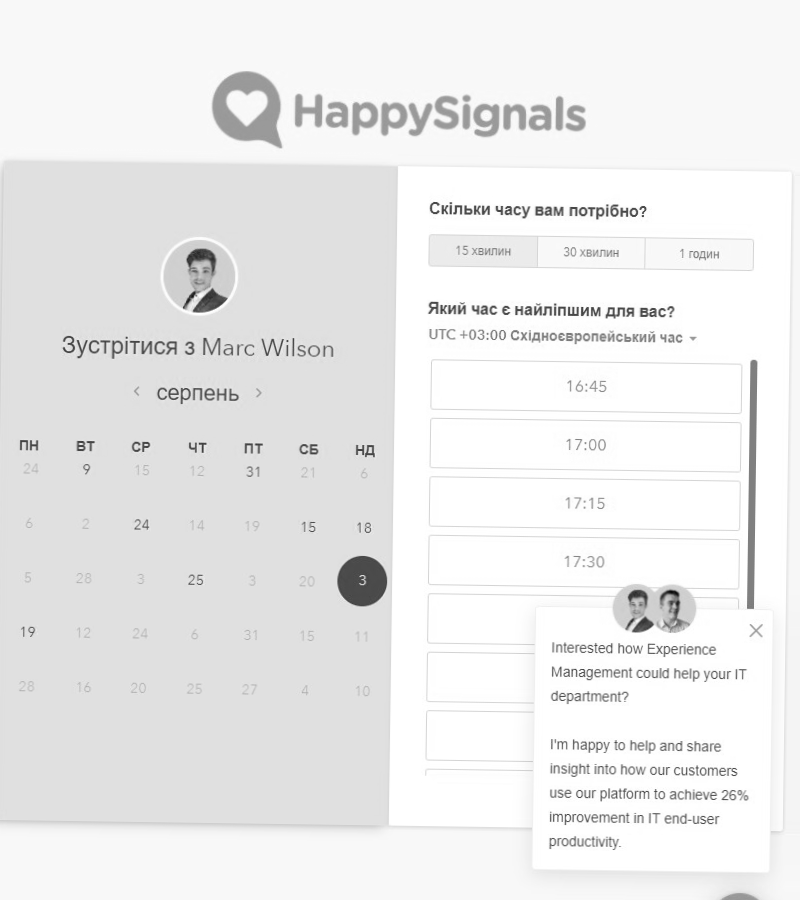 HappySignals
Зустрітися з Marc Wilson
серпень
ПН ВТ СР ЧТ ПТ СБ НД
24 9 15 12 31 21 6
6 2 24 14 19 15 18
5 28 3 25 3 20 3
19 12 24 6 31 15 11
28 16 20 25 27 4 10
Скільки часу вам потрібно?
15 хвилин 30 хвилин 1 годин
Який час є найліпшим для вас?
UTC +03:00 Східноєвропейський час
16:45
17:00
17:15
17:30
Interested how Experience
Management could help your IT
department?
I'm happy to help and share
insight into how our customers
use our platform to achieve 26%
improvement in IT end-user
productivity.